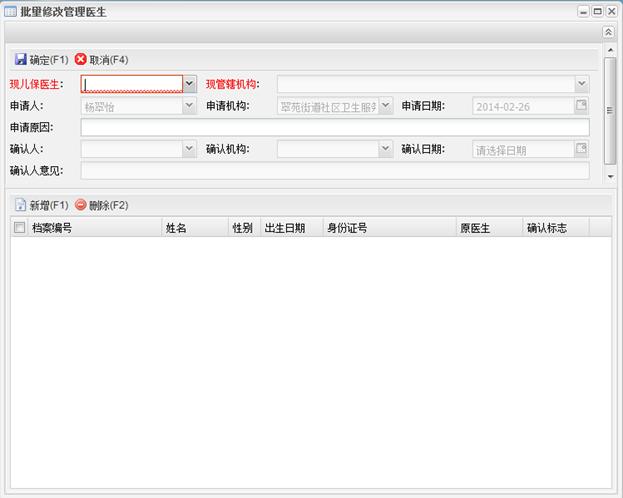 批量修改管理医生
确定(F1) 取消(F4)
现儿保医生: 现管辖机构:
申请人: 杨翠怡 申请机构: 翠苑街道社区卫生服务 申请日期: 2014-02-26
申请原因:
确认人: 确认机构: 确认日期: 请选择日期
确认人意见:
新增(F1) 删除(F2)
档案编号 姓名 性别 出生日期 身份证号 原医生 确认标志